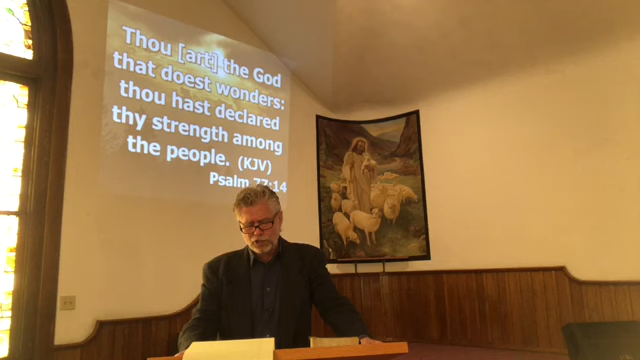 Thou [art] the God
that doest wonders:
thou hast declared
thy strength among
the people. (KJV)
Psalm 77:14